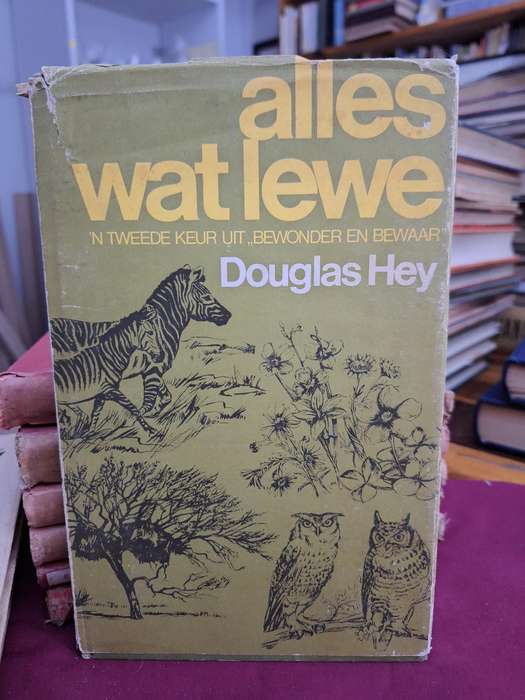 alles
wat lewe
'N TWEEDE KEUR UIT „BEWONDER EN BEWAAR"
Douglas Hey